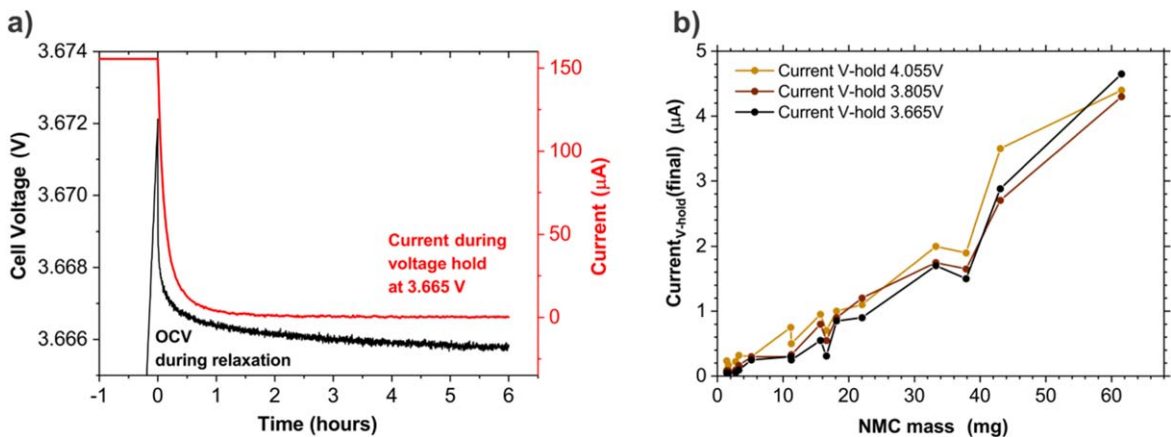 a)
3.674
3.672
3.670
3.668
3.666
Cell Voltage (V)
-1 0 1 2 3 4 5 6
Time (hours)
150
100
50
0
Current (μA)
Current during
voltage hold
at 3.665 V
OCV
during relaxation
b)
5
4
3
2
1
0
Current_V-hold(final) (μA)
0 10 20 30 40 50 60
NMC mass (mg)
Current V-hold 4.055V
Current V-hold 3.805V
Current V-hold 3.665V